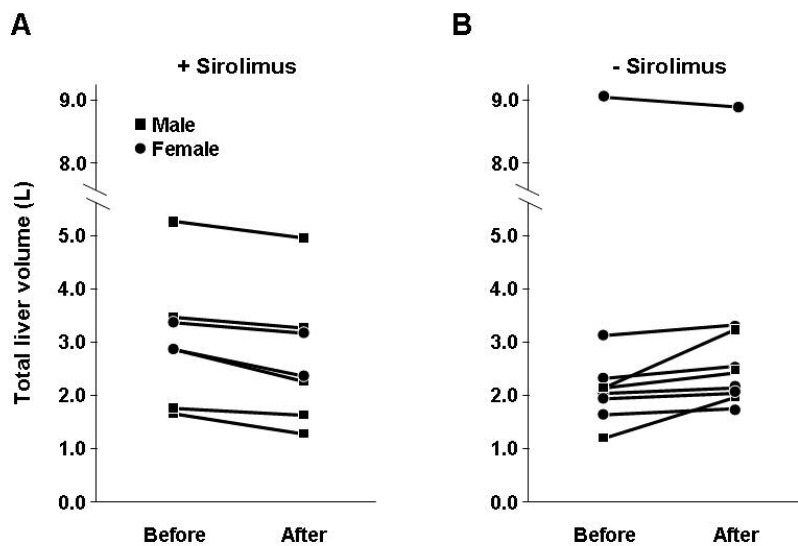 A
+ Sirolimus
Male
Female
Total liver volume (L)
9.0
8.0
5.0
4.0
3.0
2.0
1.0
0.0
Before After
B
- Sirolimus
9.0
8.0
5.0
4.0
3.0
2.0
1.0
0.0
Before After